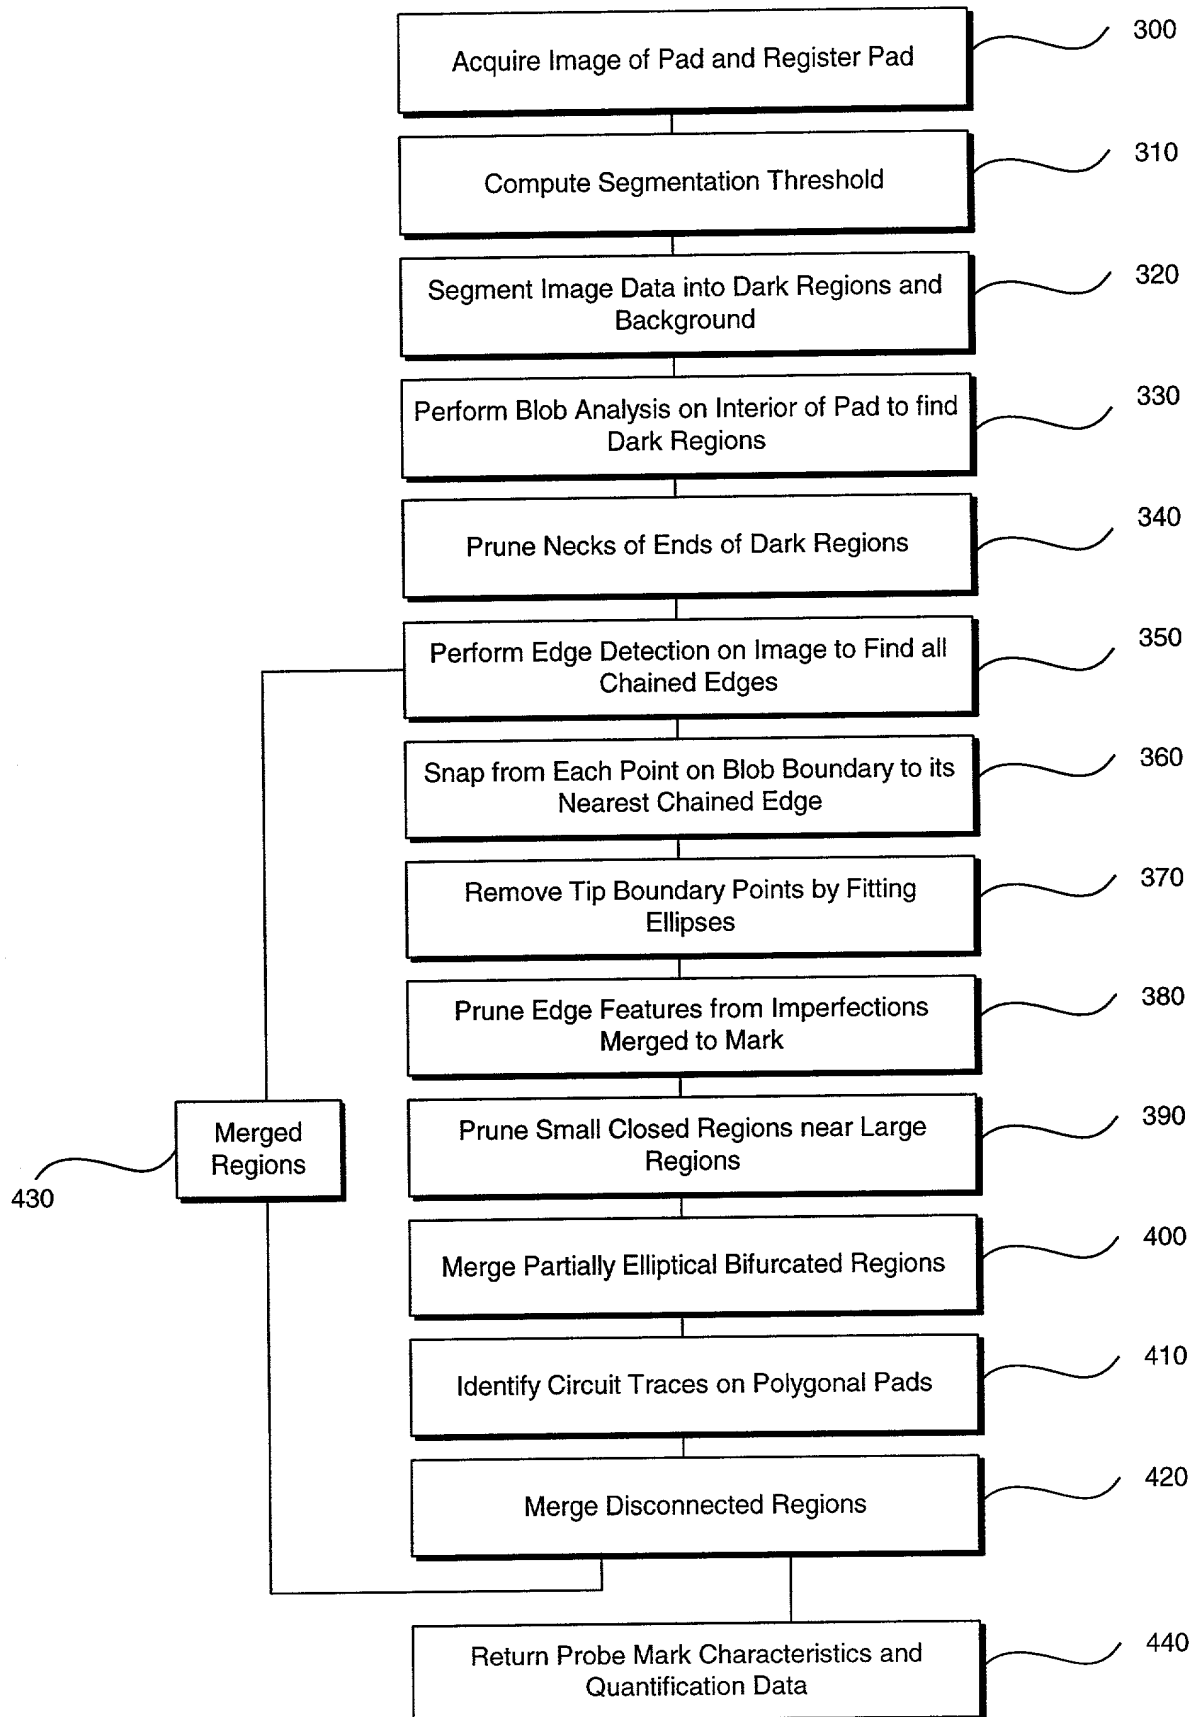 Acquire Image of Pad and Register Pad
300
Compute Segmentation Threshold
310
Segment Image Data into Dark Regions and
Background
320
Perform Blob Analysis on Interior of Pad to find
Dark Regions
330
Prune Necks of Ends of Dark Regions
340
Perform Edge Detection on Image to Find all
Chained Edges
350
Snap from Each Point on Blob Boundary to its
Nearest Chained Edge
360
Remove Tip Boundary Points by Fitting
Ellipses
370
Prune Edge Features from Imperfections
Merged to Mark
380
Merged
Regions
430
Prune Small Closed Regions near Large
Regions
390
Merge Partially Elliptical Bifurcated Regions
400
Identify Circuit Traces on Polygonal Pads
410
Merge Disconnected Regions
420
Return Probe Mark Characteristics and
Quantification Data
440